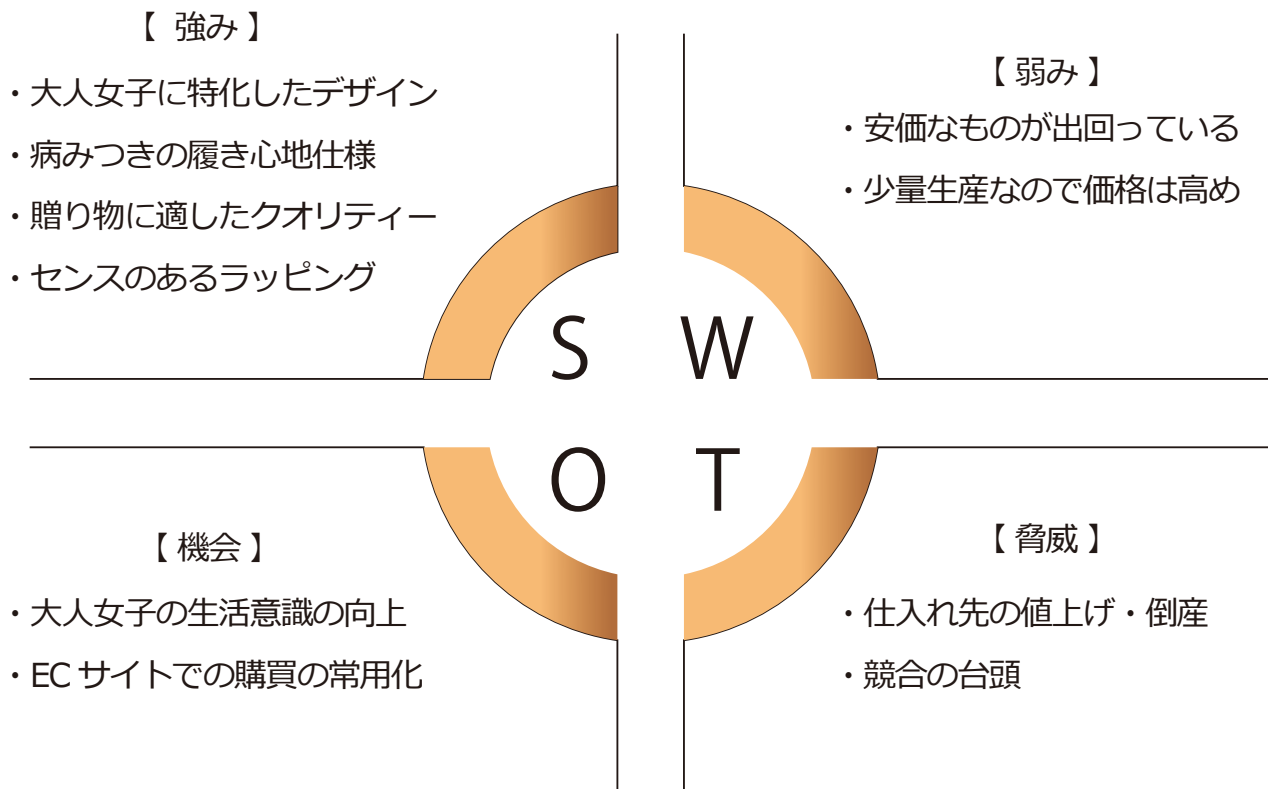 【 強み 】
・大人女子に特化したデザイン
・病みつきの履き心地仕様
・贈り物に適したクオリティー
・センスのあるラッピング
【 弱み 】
・安価なものが出回っている
・少量生産なので価格は高め
S W
O T
【 機会 】
・大人女子の生活意識の向上
・EC サイトでの購買の常用化
【 脅威 】
・仕入れ先の値上げ・倒産
・競合の台頭